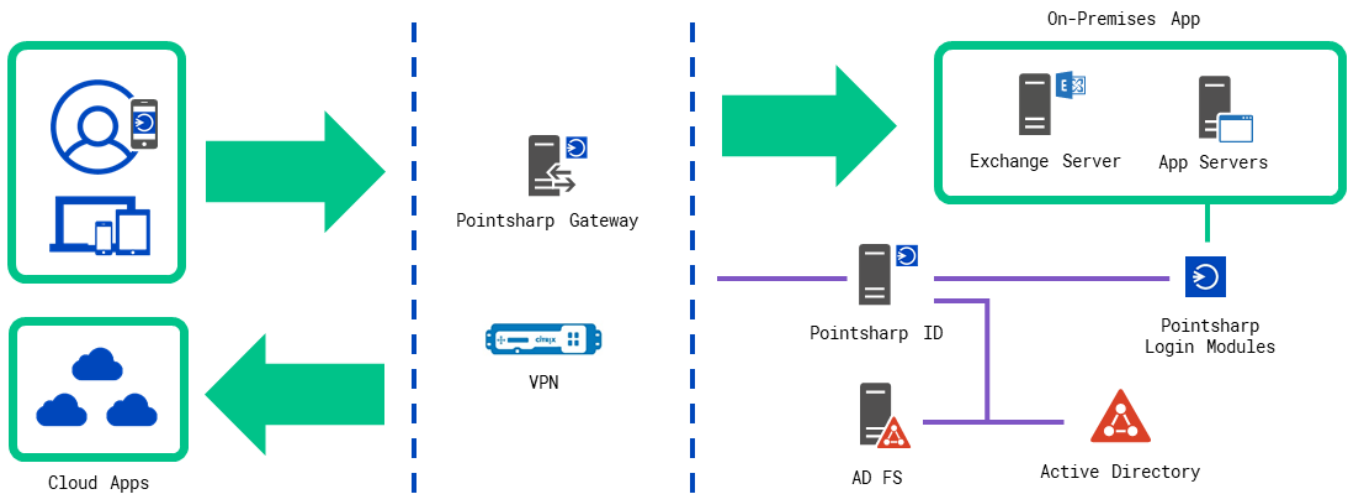 On-Premises App
Exchange Server
App Servers
Pointsharp Gateway
citrix
VPN
Pointsharp ID
Pointsharp
Login Modules
AD FS
Active Directory
Cloud Apps
E